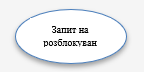 Запит на
розблокуван